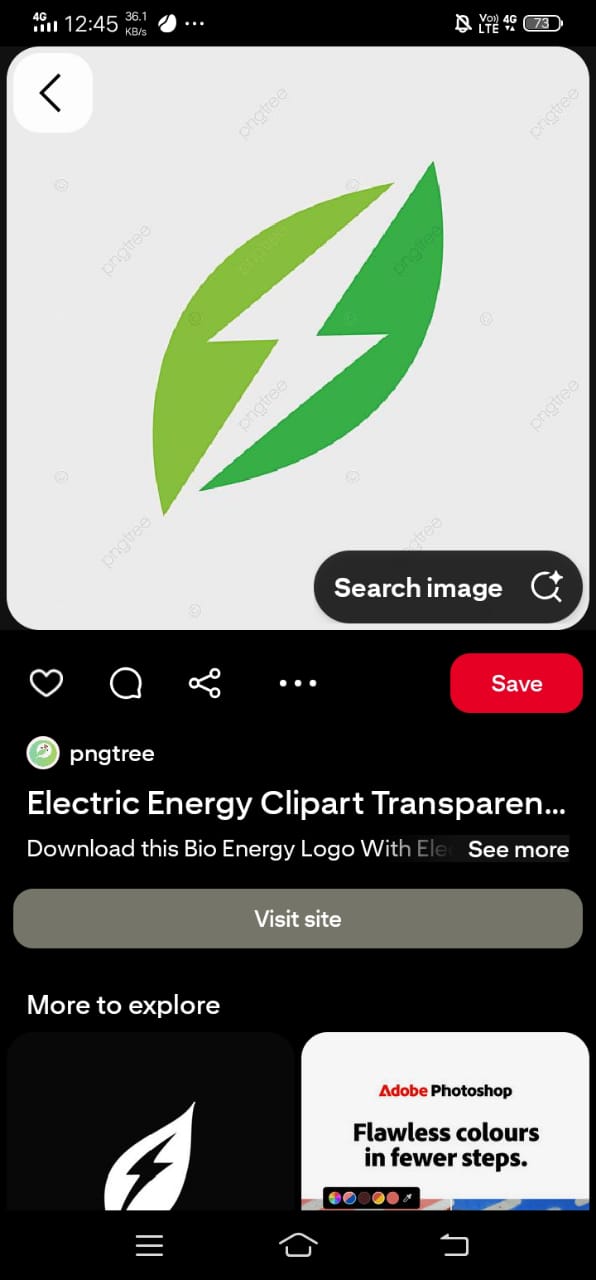 4G 12:45 36.1 KB/s ... Vo)) LTE 4G 73
pngtree
pngtree
pngtree
pngtree
pngtree
pngtree
pngtree
pngtree
pngtree
Search image
Save
pngtree
Electric Energy Clipart Transparen...
Download this Bio Energy Logo With Ele See more
Visit site
More to explore
Adobe Photoshop
Flawless colours
in fewer steps.